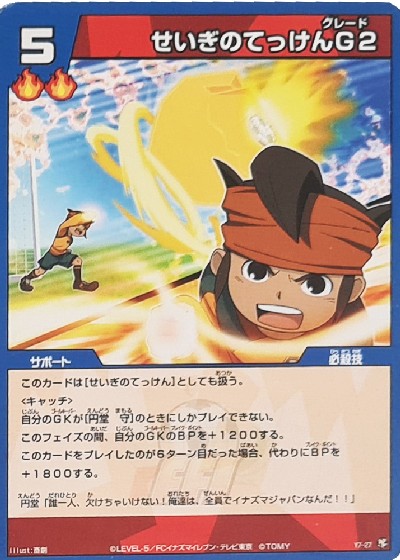 5
グレード
せいぎのてっけんG2
サポート
必殺技
このカードは[せいぎのてっけん]としても扱う。
<キャッチ>
自分のGKが[円堂 守]のときにしかプレイできない。
このフェイズの間、自分のGKのBPを+1200する。
このカードをプレイしたのが5ターン目だった場合、代わりにBPを
+1800する。
円堂「誰一人、欠けちゃいけない!俺達は、全員でイナズマジャパンなんだ!!」
©LEVEL-5/FCイナズマイレブン・テレビ東京 ©TOMY